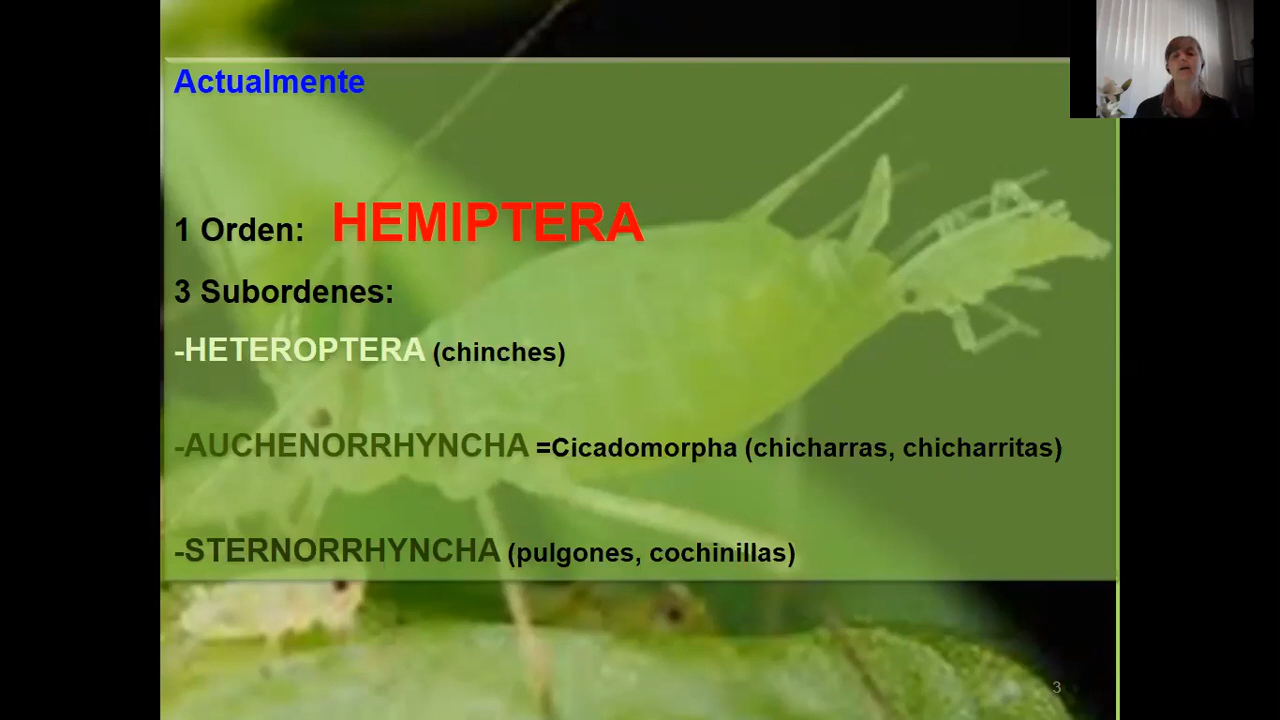 Actualmente
1 Orden: HEMIPTERA
3 Subordenes:
-HETEROPTERA (chinches)
-AUCHENORRHYNCHA =Cicadomorpha (chicharras, chicharritas)
-STERNORRHYNCHA (pulgones, cochinillas)
3